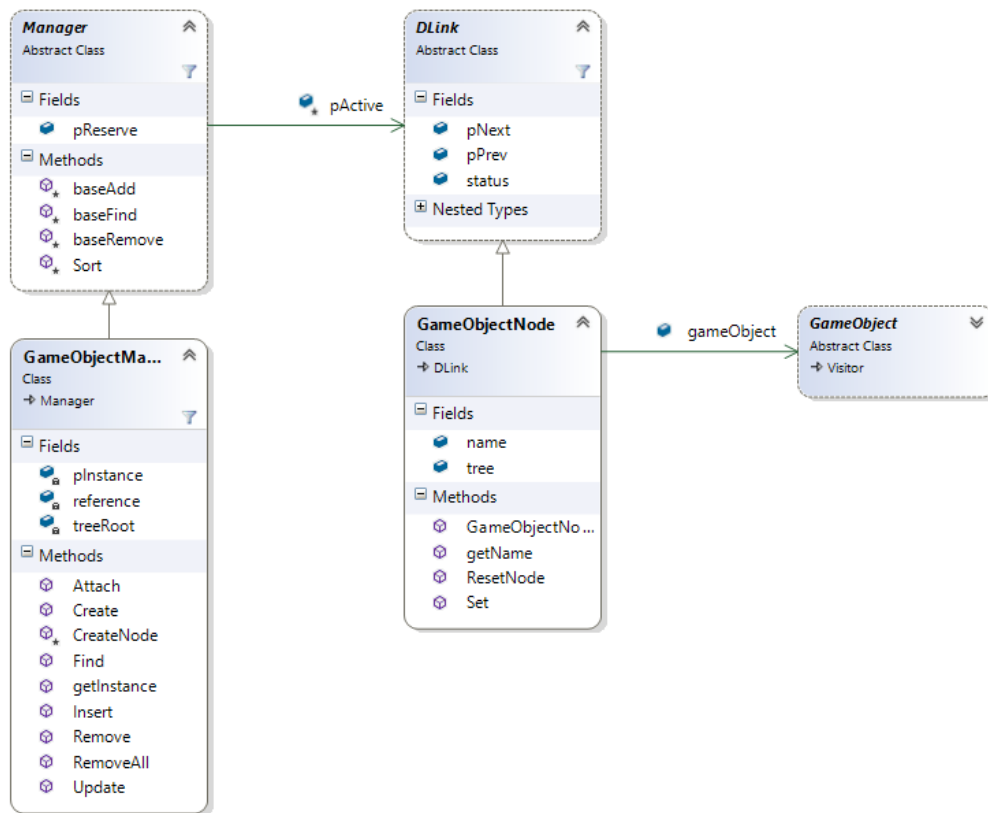 Manager
Abstract Class
Fields
pReserve
Methods
baseAdd
baseFind
baseRemove
Sort
pActive
DLink
Abstract Class
Fields
pNext
pPrev
status
Nested Types
GameObjectMa...
Class
Manager
Fields
pInstance
reference
treeRoot
Methods
Attach
Create
CreateNode
Find
getInstance
Insert
Remove
RemoveAll
Update
GameObjectNode
Class
DLink
Fields
name
tree
Methods
GameObjectNo...
getName
ResetNode
Set
gameObject
GameObject
Abstract Class
Visitor